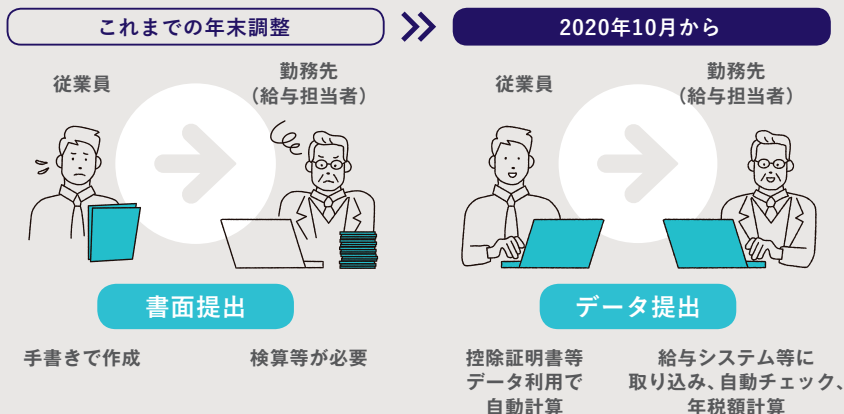 これまでの年末調整
2020年10月から
従業員
勤務先
（給与担当者）
従業員
勤務先
（給与担当者）
書面提出
データ提出
手書きで作成
検算等が必要
控除証明書等
データ利用で
自動計算
給与システム等に
取り込み、自動チェック、
年税額計算